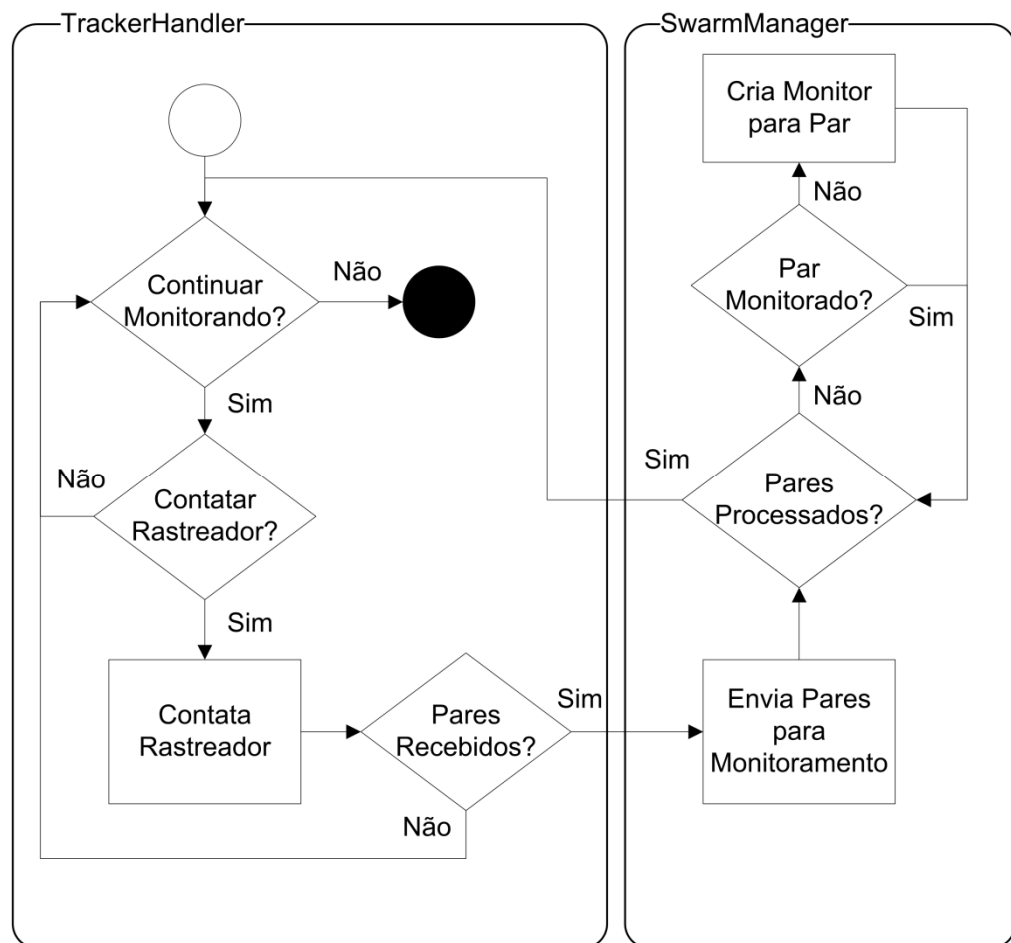 TrackerHandler
Continuar
Monitorando?
Não
Sim
Contatar
Rastreador?
Não
Sim
Contata
Rastreador
Pares
Recebidos?
Sim
Não
SwarmManager
Cria Monitor
para Par
Não
Par
Monitorado?
Sim
Não
Pares
Processados?
Sim
Envia Pares
para
Monitoramento